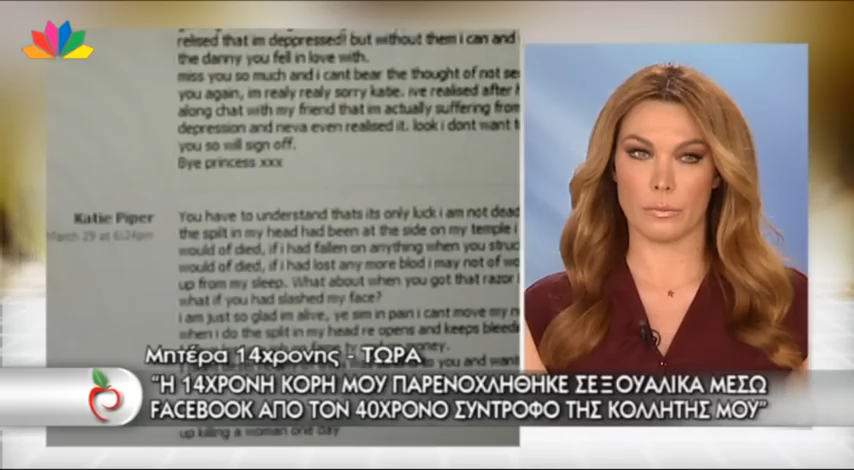 relised that im deppressed! but without them i can and
the danny you fell in love with.
miss you so much and i cant bear the thought of not se
you again, im realy realy sorry katie. ive realised after
along chat with my friend that im actually suffering from
depression and neva even realised it. look i dont want t
you so will sign off.
Bye princess xxx
Katie Piper
March 29 at 6:24pm
You have to understand thats its only luck i am not dead
the spilt in my head had been at the side on my temple i
would of died, if i had fallen on anything when you struc
would of died, if i had lost any more blod i may not of wo
up from my sleep. What about when you got that razor
what if you had slashed my face?
i am just so glad im alive, ye sim in pain i cant move my n
when i do the split in my head re opens and keeps bleedi
Μητέρα 14χρονης - ΤΩΡΑ
"Η 14ΧΡΟΝΗ ΚΟΡΗ ΜΟΥ ΠΑΡΕΝΟΧΛΗΘΗΚΕ ΣΕΞΟΥΑΛΙΚΑ ΜΕΣΩ
FACEBOOK ΑΠΟ ΤΟΝ 40ΧΡΟΝΟ ΣΥΝΤΡΟΦΟ ΤΗΣ ΚΟΛΛΗΤΗΣ ΜΟΥ"
up killing a woman one day